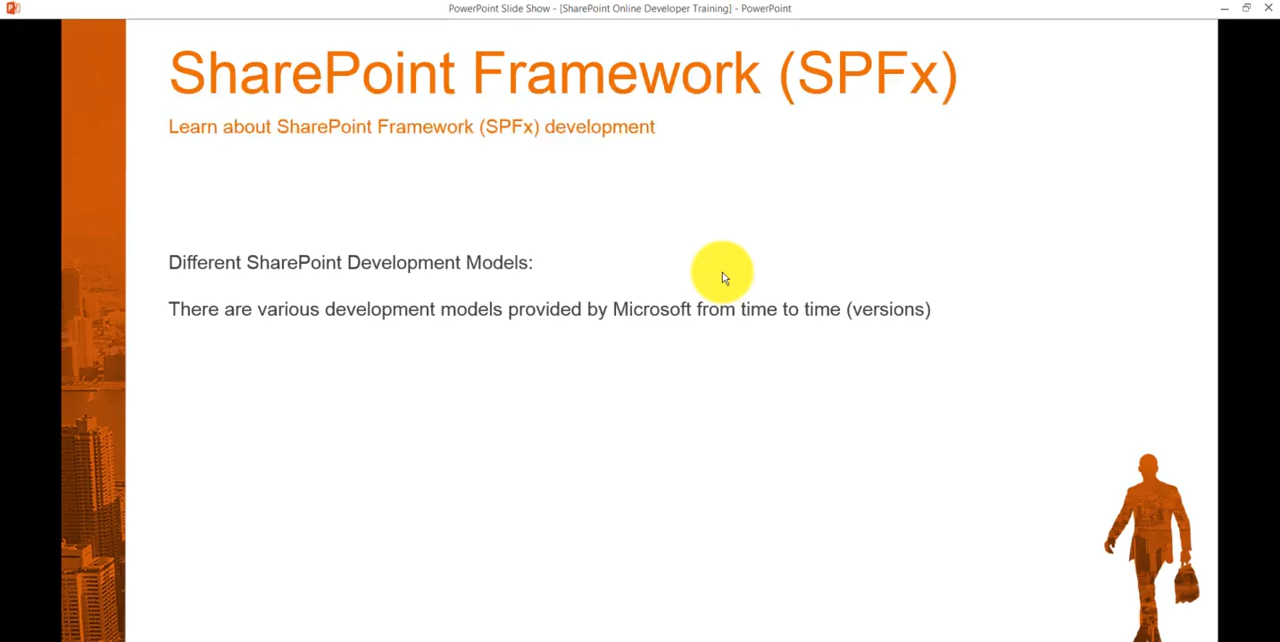 PowerPoint Slide Show - [SharePoint Online Developer Training] - PowerPoint
SharePoint Framework (SPFx)
Learn about SharePoint Framework (SPFx) development
Different SharePoint Development Models:
There are various development models provided by Microsoft from time to time (versions)